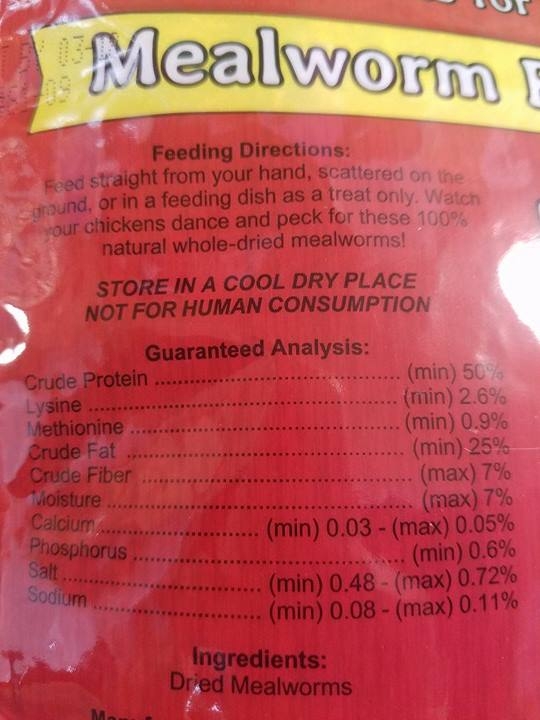 Mealworm
Feeding Directions:
Feed straight from your hand, scattered on the
ground, or in a feeding dish as a treat only. Watch
your chickens dance and peck for these 100%
natural whole-dried mealworms!
STORE IN A COOL DRY PLACE
NOT FOR HUMAN CONSUMPTION
Guaranteed Analysis:
Crude Protein ........................................ (min) 50%
Lysine ........................................ (min) 2.6%
Methionine ........................................ (min) 0.9%
Crude Fat ........................................ (min) 25%
Crude Fiber ........................................ (max) 7%
Moisture ........................................ (max) 7%
Calcium ........................ (min) 0.03 - (max) 0.05%
Phosphorus ........................................ (min) 0.6%
Salt ........................ (min) 0.48 - (max) 0.72%
Sodium ........................ (min) 0.08 - (max) 0.11%
Ingredients:
Dried Mealworms